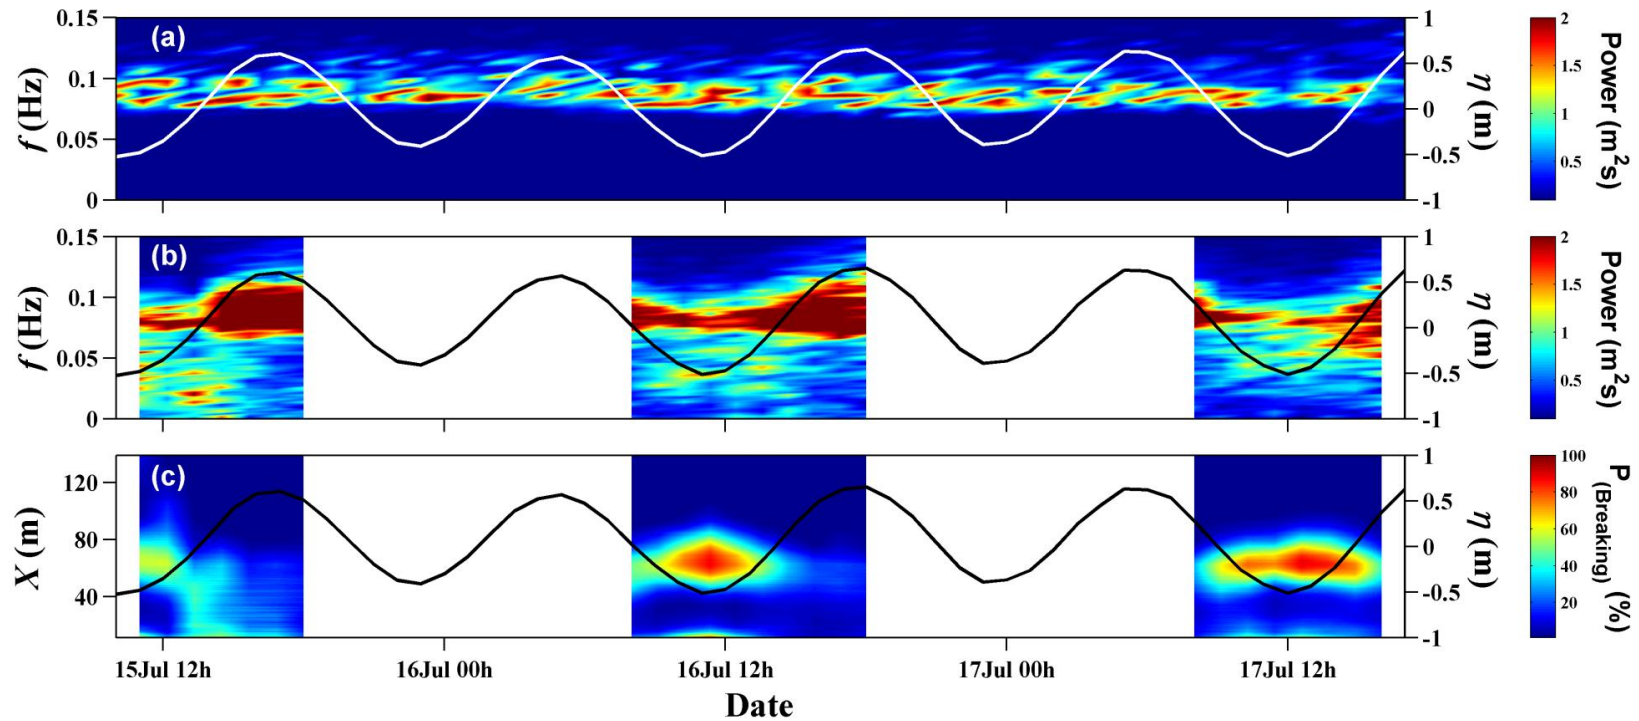 (a)
0.15
0.1
0.05
0
f (Hz)
1
0.5
0
-0.5
-1
η (m)
2
1.5
1
0.5
Power (m²s)
(b)
0.15
0.1
0.05
0
f (Hz)
1
0.5
0
-0.5
-1
η (m)
2
1.5
1
0.5
Power (m²s)
(c)
120
80
40
X (m)
1
0.5
0
-0.5
-1
η (m)
100
80
60
40
20
P (Breaking) (%)
15Jul 12h 16Jul 00h 16Jul 12h 17Jul 00h 17Jul 12h
Date